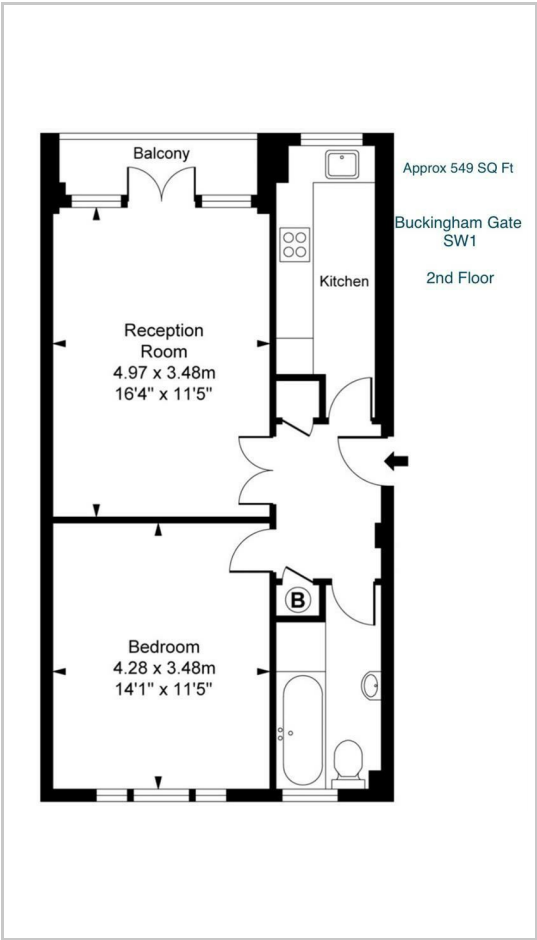 Balcony
Approx 549 SQ Ft
Buckingham Gate
SW1
2nd Floor
Kitchen
Reception
Room
4.97 x 3.48m
16'4" x 11'5"
B
Bedroom
4.28 x 3.48m
14'1" x 11'5"